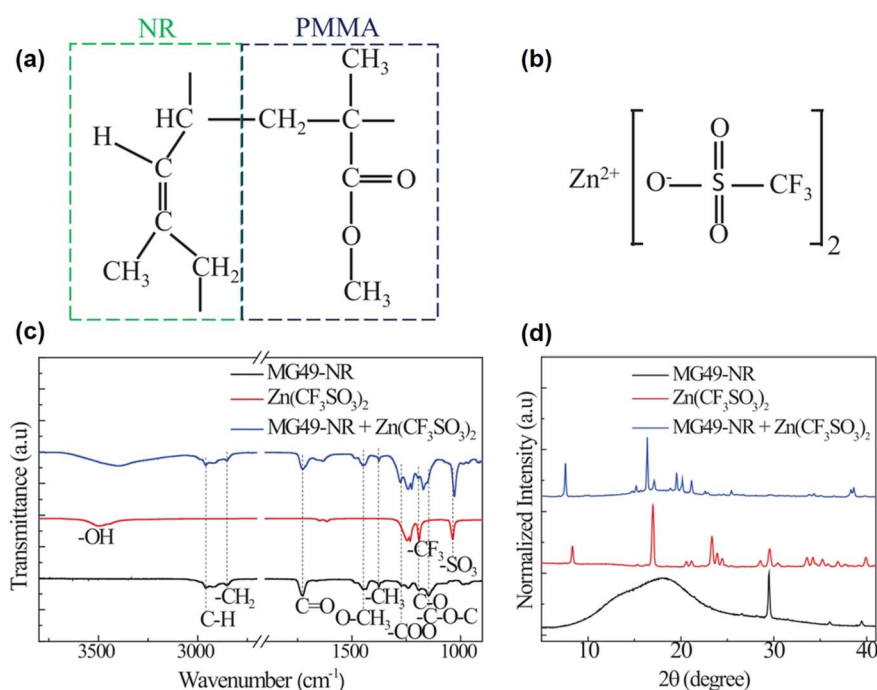 (a)
NR
PMMA
CH₃
HC
CH₂
C
H
C
C
O
C
O
CH₃
CH₂
CH₃
(b)
O
Zn²⁺
O⁻
S
CF₃
O
2
(c)
MG49-NR
Zn(CF₃SO₃)₂
MG49-NR + Zn(CF₃SO₃)₂
-OH
-CF₃
-SO₃
-CH₂
C-H
C=O
-CH₃
O-CH₃
C-O
-C-O-C
-COO
3500
3000
1500
1000
Wavenumber (cm⁻¹)
Transmittance (a.u)
(d)
MG49-NR
Zn(CF₃SO₃)₂
MG49-NR + Zn(CF₃SO₃)₂
10
20
30
40
2θ (degree)
Normalized Intensity (a.u)